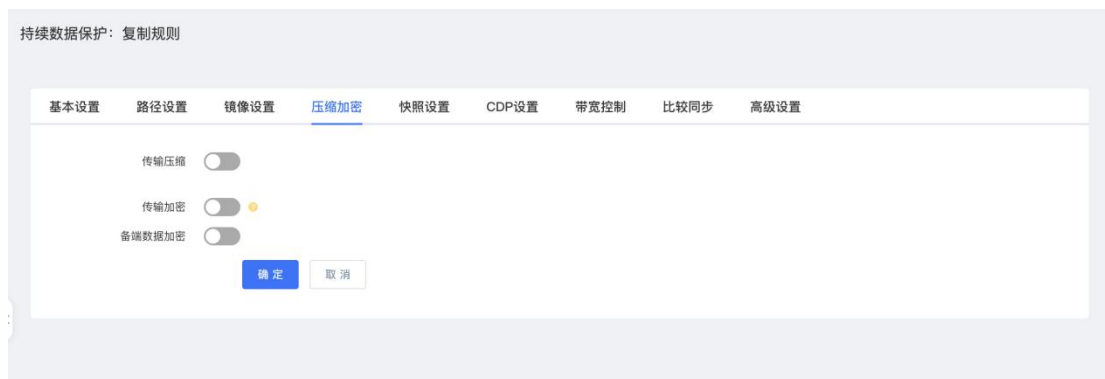 持续数据保护：复制规则
基本设置 路径设置 镜像设置 压缩加密 快照设置 CDP设置 带宽控制 比较同步 高级设置
传输压缩
传输加密 ?
备端数据加密
确定 取消